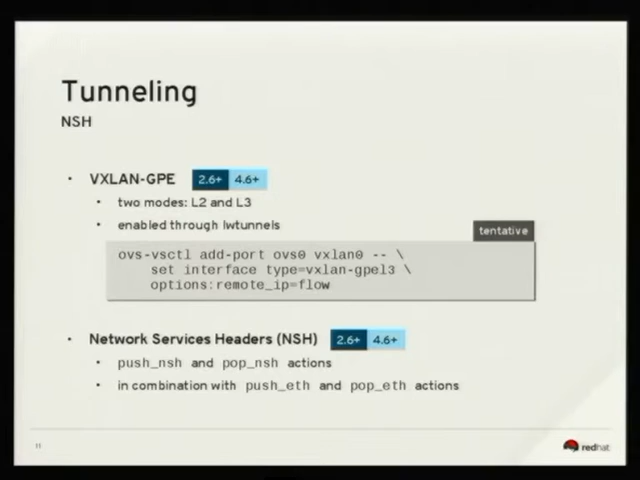 Tunneling
NSH
• VXLAN-GPE 2.6+ 4.6+
• two modes: L2 and L3
• enabled through lwtunnels
tentative
ovs-vsctl add-port ovs0 vxlan0 -- \
set interface type=vxlan-gpel3 \
options:remote_ip=flow
• Network Services Headers (NSH) 2.6+ 4.6+
• push_nsh and pop_nsh actions
• in combination with push_eth and pop_eth actions
11
redhat